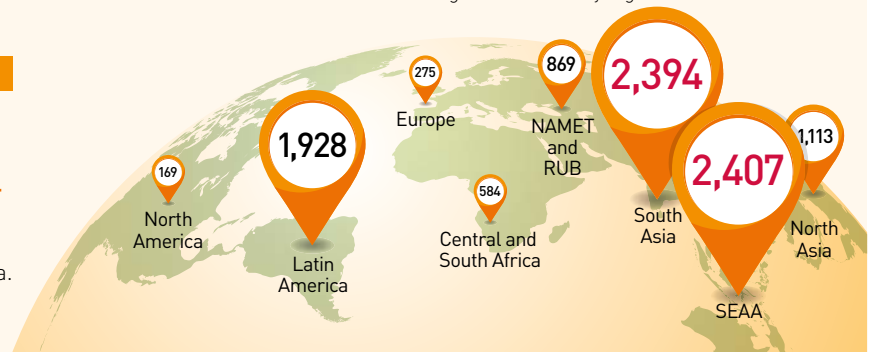 275
Europe
869
NAMET
and
RUB
2,394
South
Asia
1,928
Latin
America
169
North
America
584
Central and
South Africa
2,407
SEAA
1,113
North
Asia
a.